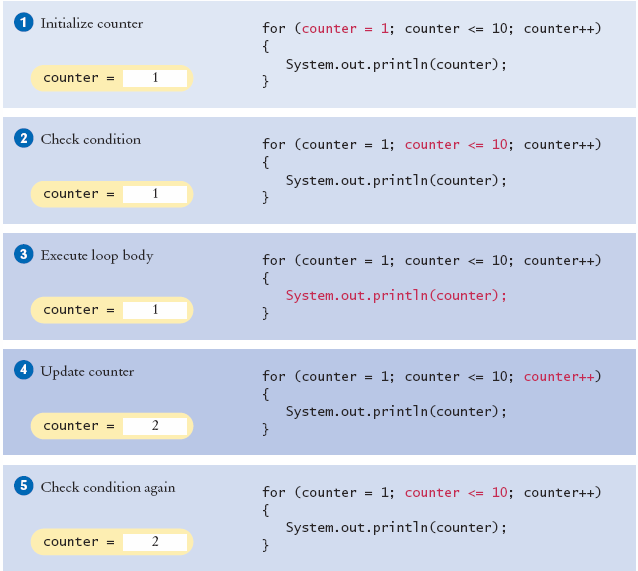 1 Initialize counter
for (counter = 1; counter <= 10; counter++)
{
System.out.println(counter);
}
counter = 1
2 Check condition
for (counter = 1; counter <= 10; counter++)
{
System.out.println(counter);
}
counter = 1
3 Execute loop body
for (counter = 1; counter <= 10; counter++)
{
System.out.println(counter);
}
counter = 1
4 Update counter
for (counter = 1; counter <= 10; counter++)
{
System.out.println(counter);
}
counter = 2
5 Check condition again
for (counter = 1; counter <= 10; counter++)
{
System.out.println(counter);
}
counter = 2